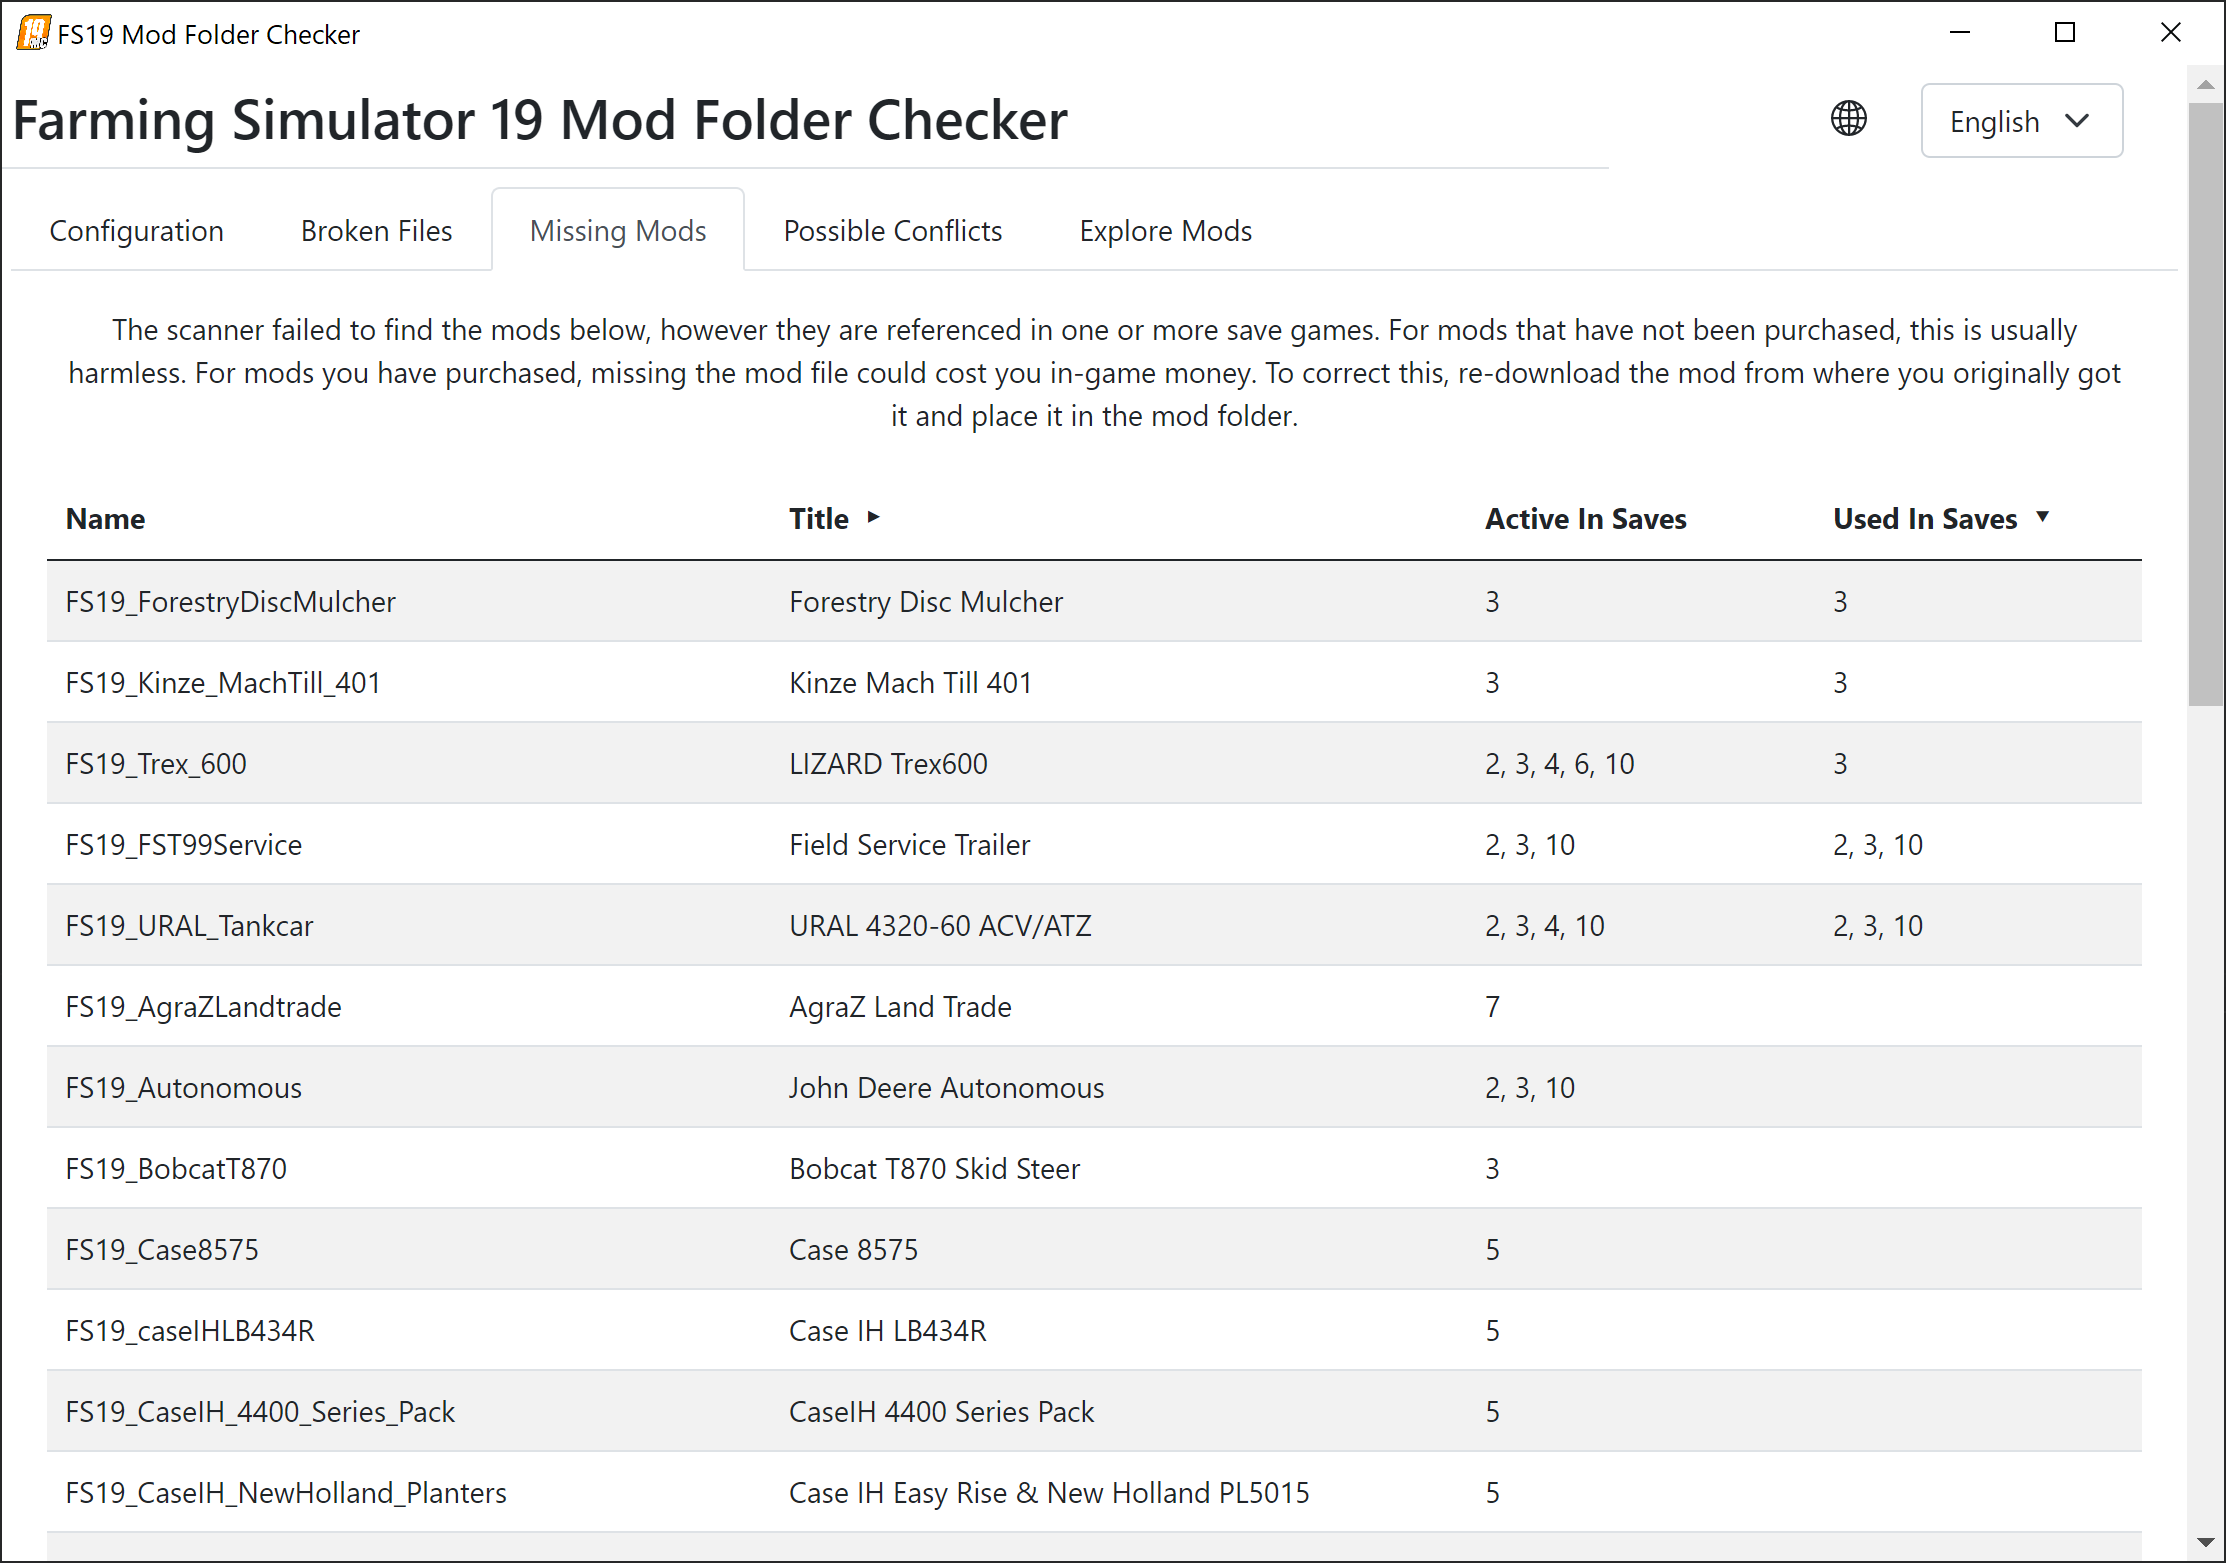 FS19 Mod Folder Checker
Farming Simulator 19 Mod Folder Checker
English
Configuration Broken Files Missing Mods Possible Conflicts Explore Mods
The scanner failed to find the mods below, however they are referenced in one or more save games. For mods that have not been purchased, this is usually
harmless. For mods you have purchased, missing the mod file could cost you in-game money. To correct this, re-download the mod from where you originally got
it and place it in the mod folder.
Name Title Active In Saves Used In Saves
FS19_ForestryDiscMulcher Forestry Disc Mulcher 3 3
FS19_Kinze_MachTill_401 Kinze Mach Till 401 3 3
FS19_Trex_600 LIZARD Trex600 2, 3, 4, 6, 10 3
FS19_FST99Service Field Service Trailer 2, 3, 10 2, 3, 10
FS19_URAL_Tankcar URAL 4320-60 ACV/ATZ 2, 3, 4, 10 2, 3, 10
FS19_AgraZLandtrade AgraZ Land Trade 7
FS19_Autonomous John Deere Autonomous 2, 3, 10
FS19_BobcatT870 Bobcat T870 Skid Steer 3
FS19_Case8575 Case 8575 5
FS19_caseIHLB434R Case IH LB434R 5
FS19_CaseIH_4400_Series_Pack CaseIH 4400 Series Pack 5
FS19_CaseIH_NewHolland_Planters Case IH Easy Rise & New Holland PL5015 5